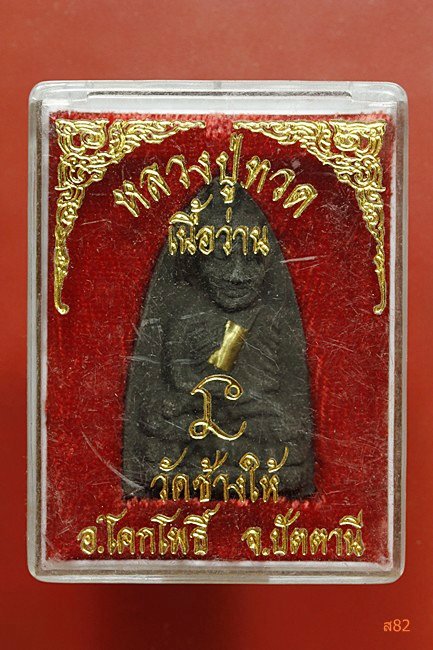 หลวงปู่ทวด
เนื้อว่าน
วัดช้างให้
อ.โคกโพธิ์ จ.ปัตตานี
ส82